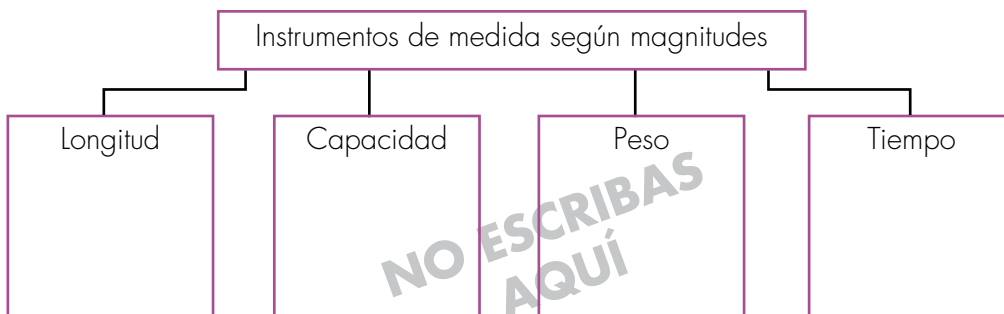 Instrumentos de medida según magnitudes
Longitud
Capacidad
Peso
Tiempo
NO ESCRIBAS
AQUÍ